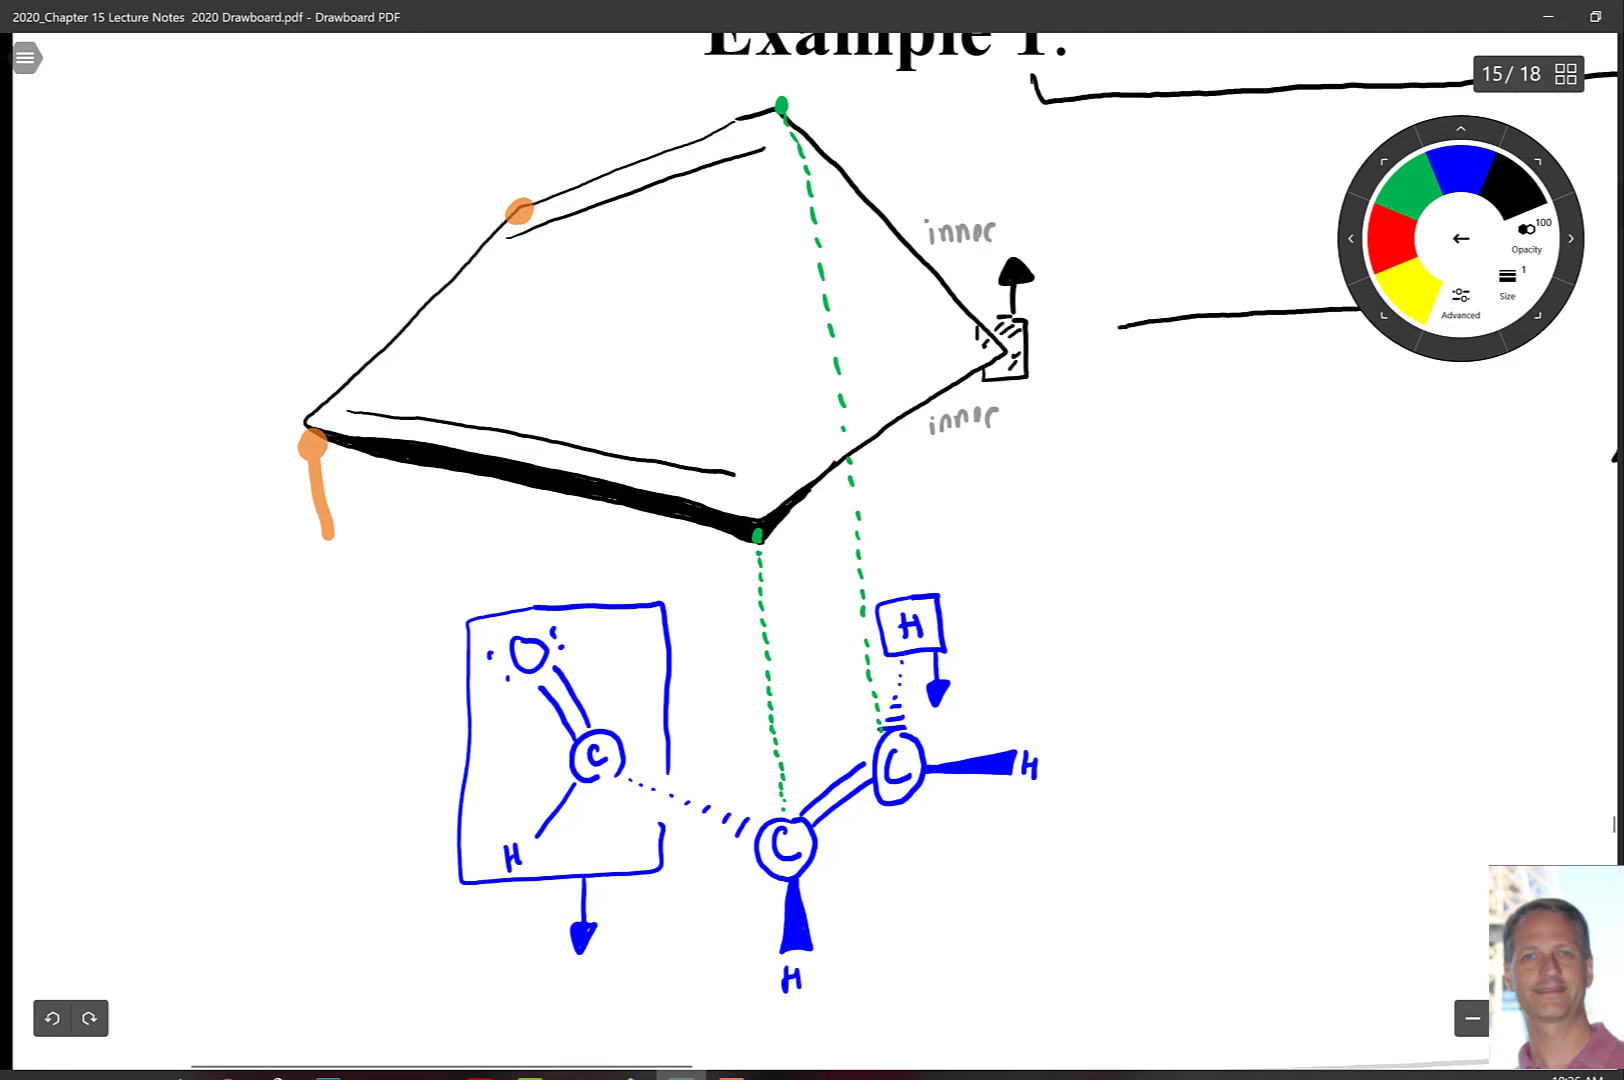 2020_Chapter 15 Lecture Notes 2020 Drawboard.pdf - Drawboard PDF
Example 1.
15 / 18
100
Opacity
1
Size
Advanced
inner
inner
H
O
C
C
H
H
C
H